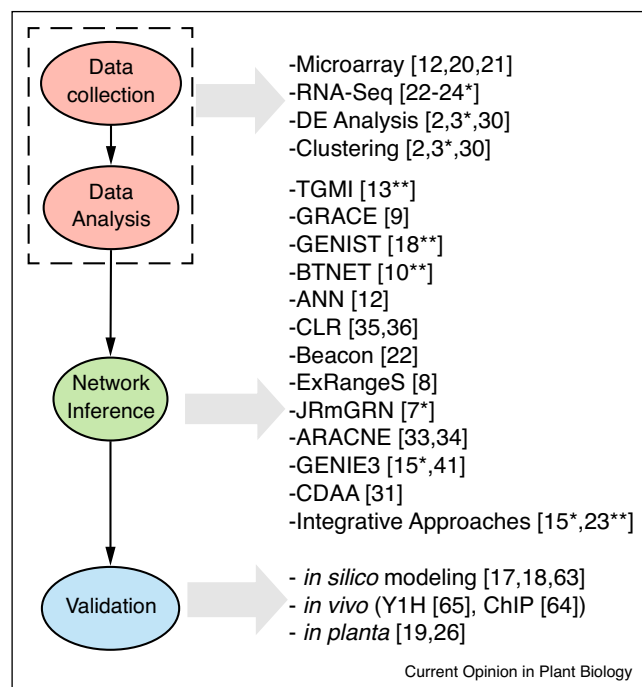 Data
collection
Data
Analysis
Network
Inference
Validation
-Microarray [12,20,21]
-RNA-Seq [22-24*]
-DE Analysis [2,3*,30]
-Clustering [2,3*,30]
-TGMI [13**]
-GRACE [9]
-GENIST [18**]
-BTNET [10**]
-ANN [12]
-CLR [35,36]
-Beacon [22]
-ExRangeS [8]
-JRmGRN [7*]
-ARACNE [33,34]
-GENIE3 [15*,41]
-CDAA [31]
-Integrative Approaches [15*,23**]
- in silico modeling [17,18,63]
- in vivo (Y1H [65], ChIP [64])
- in planta [19,26]
Current Opinion in Plant Biology